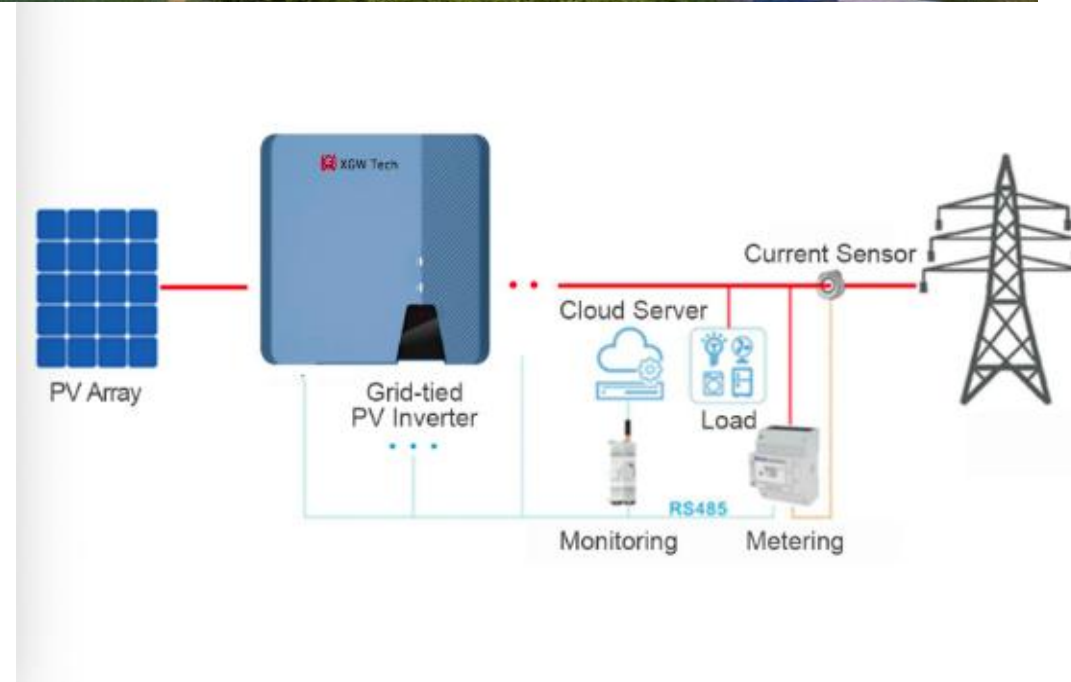 XGW Tech
Current Sensor
Cloud Server
PV Array
Grid-tied
PV Inverter
Load
RS485
Monitoring
Metering